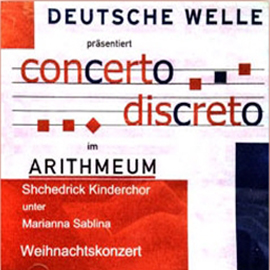 DEUTSCHE WELLE
präsentiert
concerto
discreto
im
ARITHMEUM
Shchedrick Kinderchor
unter
Marianna Sablina
Weihnachtskonzert